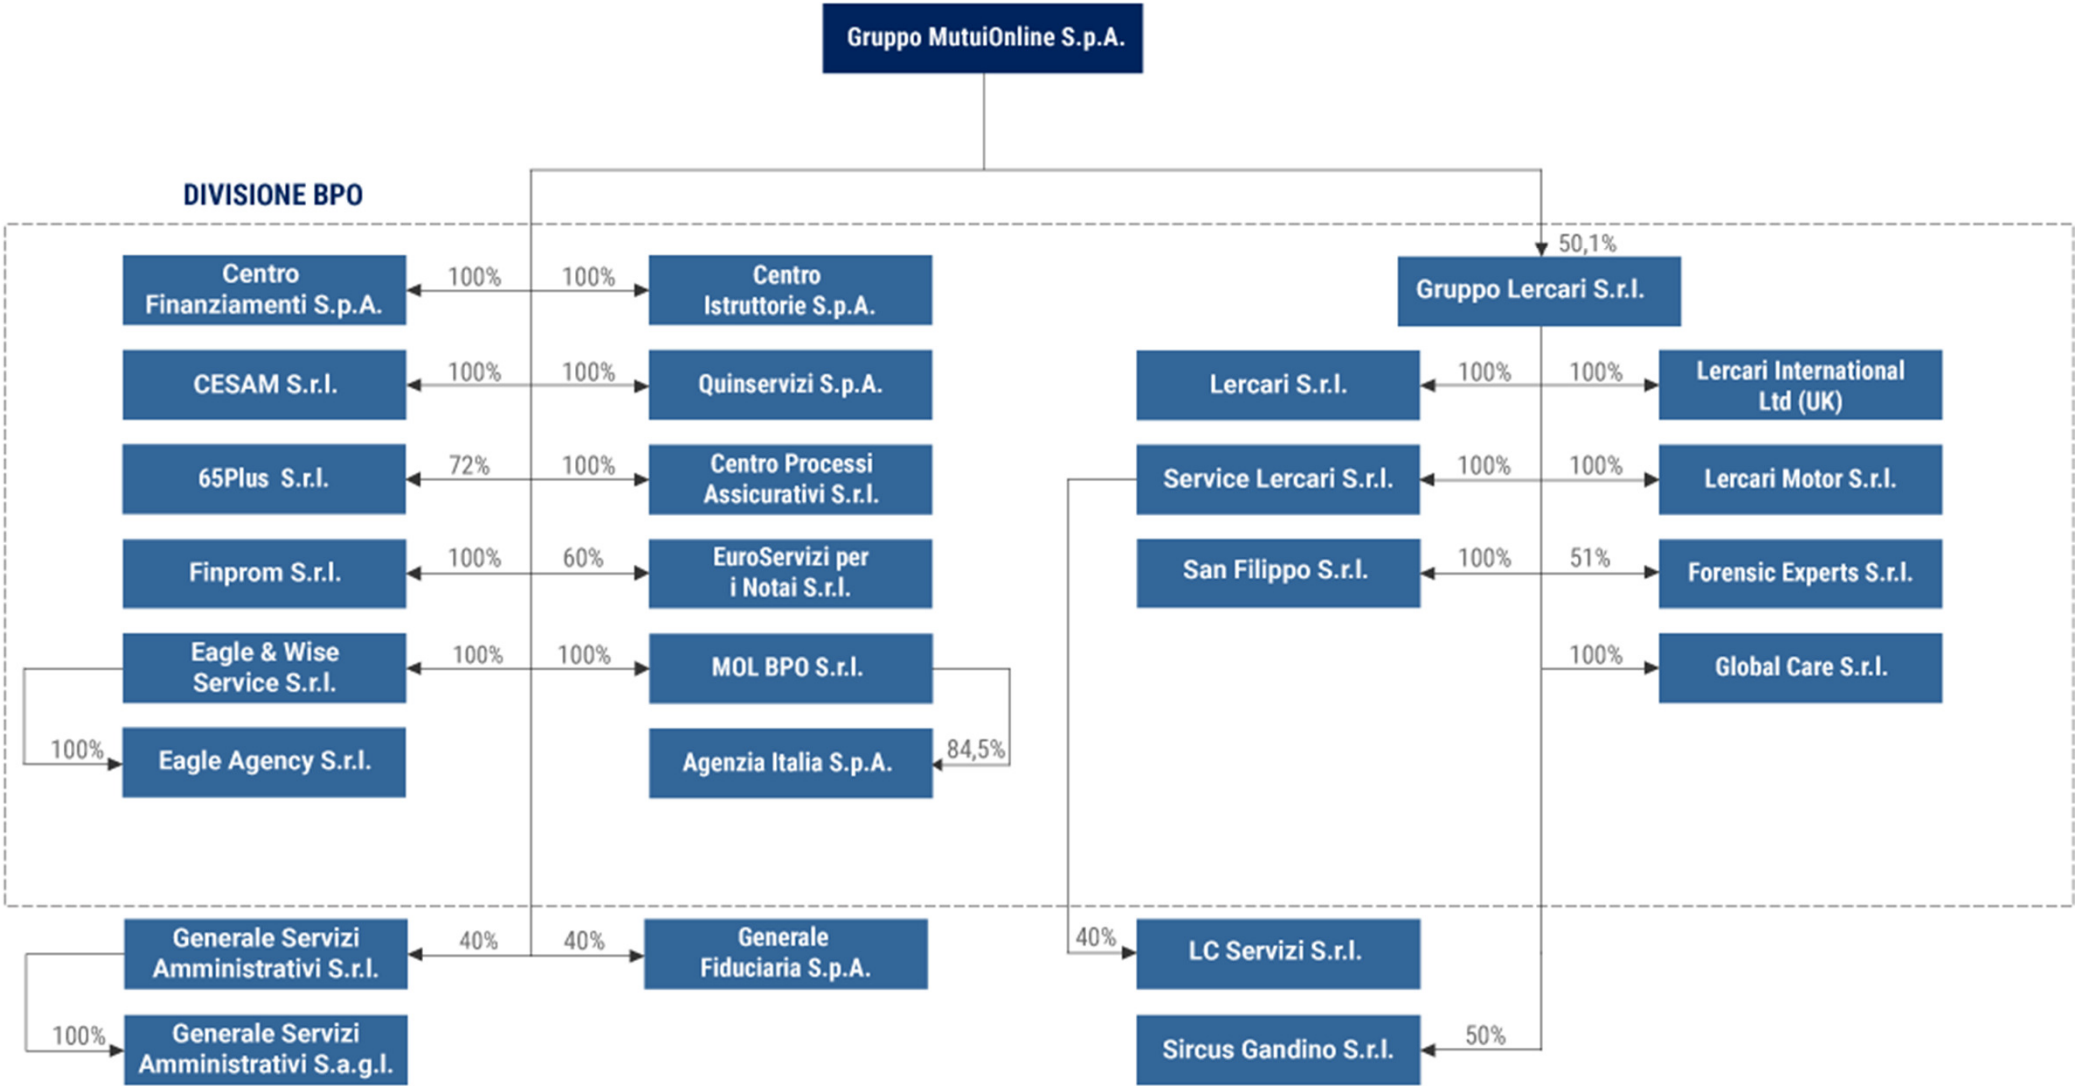 Gruppo MutuiOnline S.p.A.
DIVISIONE BPO
50,1%
Centro
Finanziamenti S.p.A.
100%
100%
Centro
Istruttorie S.p.A.
Gruppo Lercari S.r.l.
CESAM S.r.l.
100%
100%
Quinservizi S.p.A.
Lercari S.r.l.
100%
100%
Lercari International
Ltd (UK)
65Plus S.r.l.
72%
100%
Centro Processi
Assicurativi S.r.l.
Service Lercari S.r.l.
100%
100%
Lercari Motor S.r.l.
Finprom S.r.l.
100%
60%
EuroServizi per
i Notai S.r.l.
San Filippo S.r.l.
100%
51%
Forensic Experts S.r.l.
Eagle & Wise
Service S.r.l.
100%
100%
MOL BPO S.r.l.
100%
Global Care S.r.l.
100%
Eagle Agency S.r.l.
Agenzia Italia S.p.A.
84,5%
Generale Servizi
Amministrativi S.r.l.
40%
40%
Generale
Fiduciaria S.p.A.
40%
LC Servizi S.r.l.
100%
Generale Servizi
Amministrativi S.a.g.l.
Sircus Gandino S.r.l.
50%